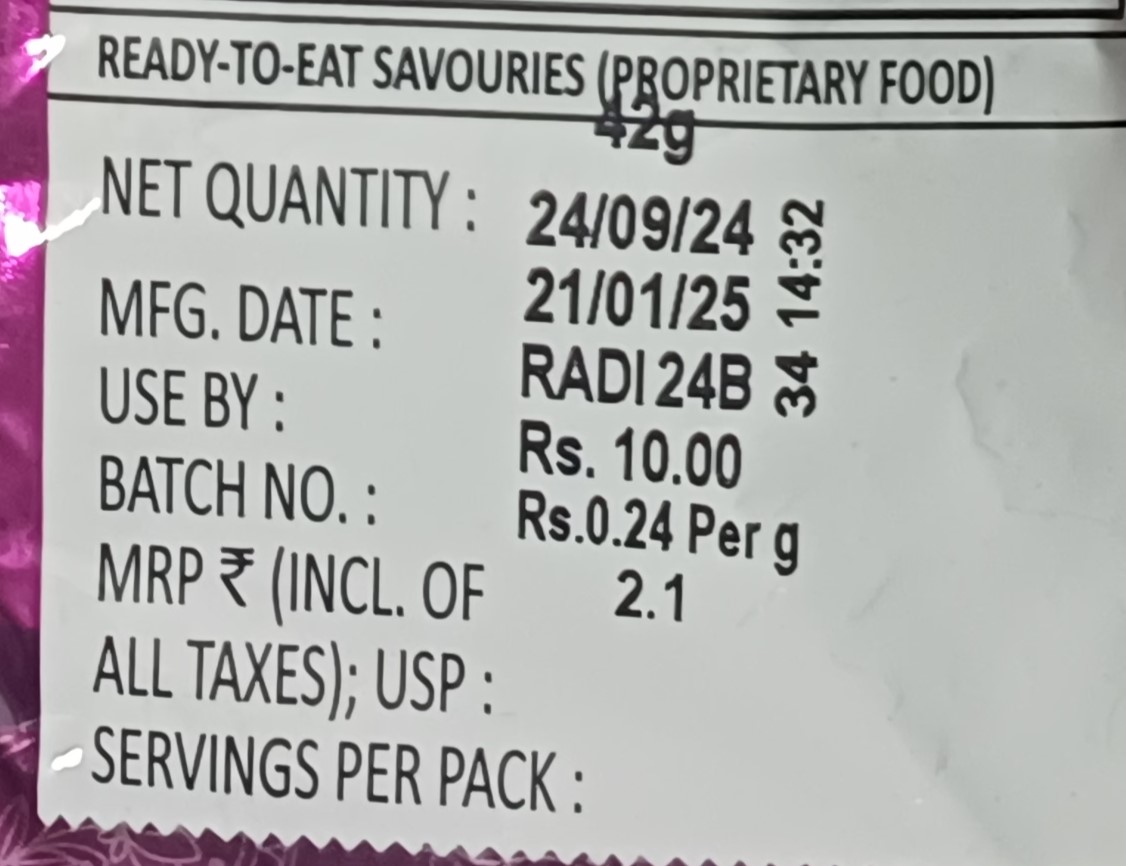 READY-TO-EAT SAVOURIES (PROPRIETARY FOOD)
42g
NET QUANTITY :
24/09/24
MFG. DATE :
21/01/25
USE BY :
RADI24B
34 14:32
BATCH NO. :
Rs. 10.00
MRP ₹ (INCL. OF
Rs.0.24 Per g
ALL TAXES); USP :
2.1
SERVINGS PER PACK :